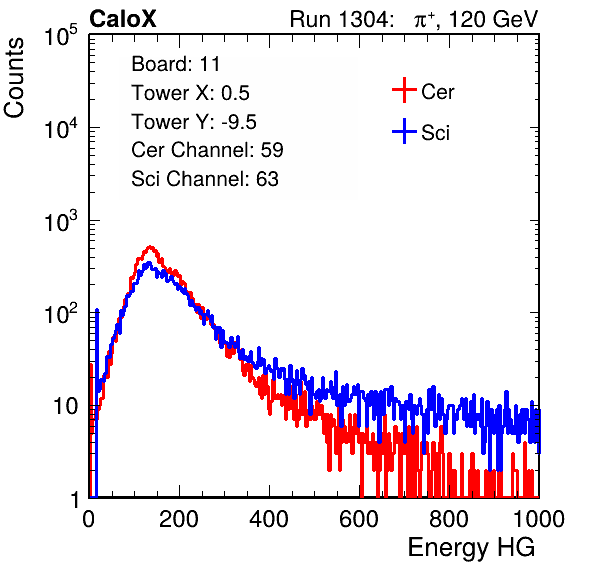 CaloX Run 1304: π⁺, 120 GeV
Counts
10⁵
10⁴
10³
10²
10
1
Board: 11
Tower X: 0.5
Tower Y: -9.5
Cer Channel: 59
Sci Channel: 63
Cer
Sci
0 200 400 600 800 1000
Energy HG